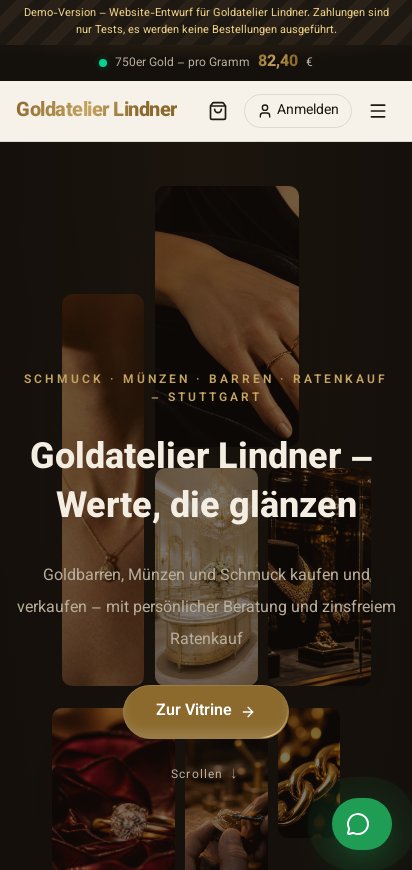 Demo-Version – Website-Entwurf für Goldatelier Lindner. Zahlungen sind
nur Tests, es werden keine Bestellungen ausgeführt.
750er Gold – pro Gramm 82,40 €
Goldatelier Lindner Anmelden
SCHMUCK · MÜNZEN · BARREN · RATENKAUF
– STUTTGART
Goldatelier Lindner –
Werte, die glänzen
Goldbarren, Münzen und Schmuck kaufen und
verkaufen – mit persönlicher Beratung und zinsfreiem
Ratenkauf
Zur Vitrine →
Scrollen ↓